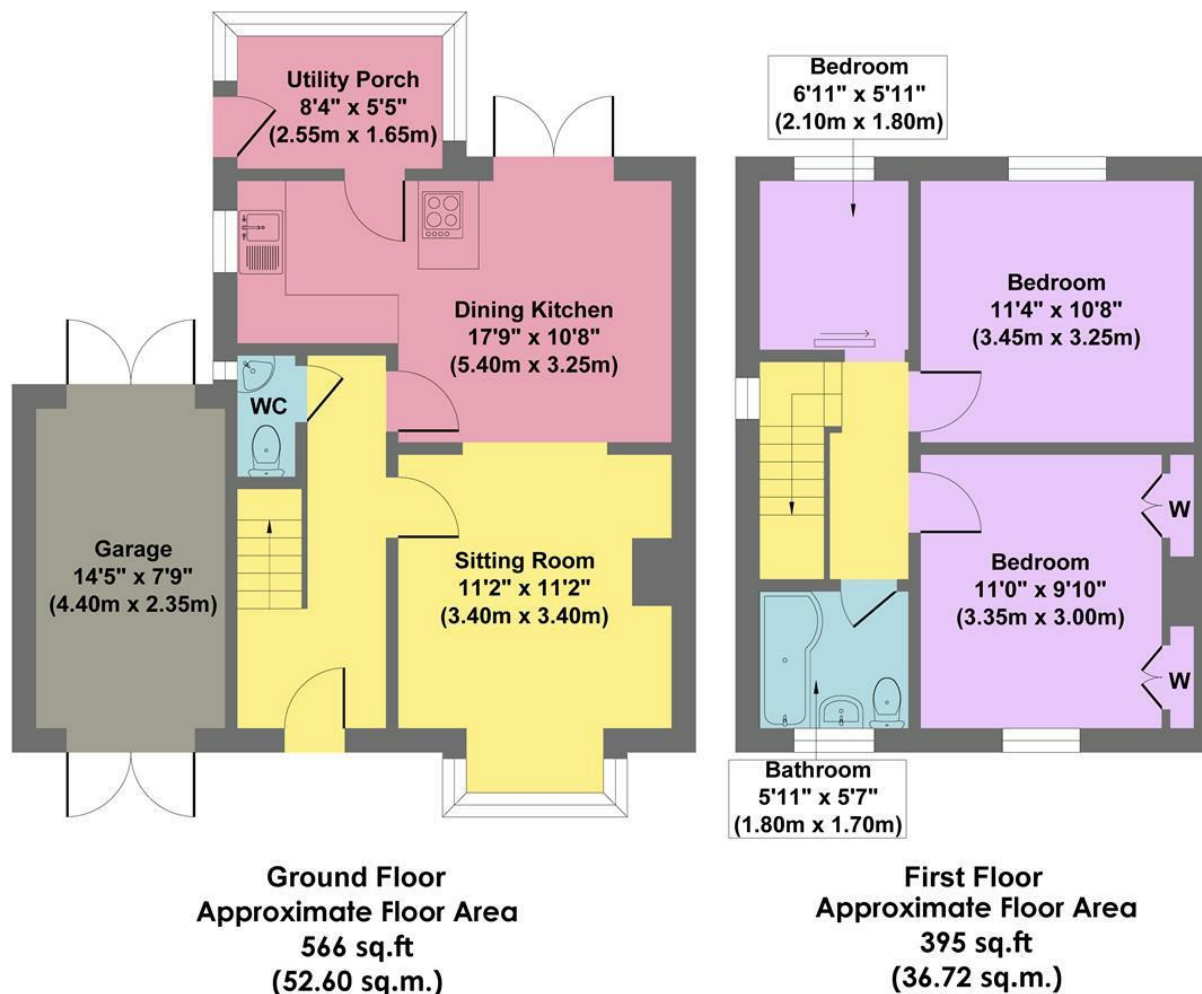 Utility Porch
8'4" x 5'5"
(2.55m x 1.65m)
Dining Kitchen
17'9" x 10'8"
(5.40m x 3.25m)
WC
Garage
14'5" x 7'9"
(4.40m x 2.35m)
Sitting Room
11'2" x 11'2"
(3.40m x 3.40m)
Ground Floor
Approximate Floor Area
566 sq.ft
(52.60 sq.m.)
Bedroom
6'11" x 5'11"
(2.10m x 1.80m)
Bedroom
11'4" x 10'8"
(3.45m x 3.25m)
Bedroom
11'0" x 9'10"
(3.35m x 3.00m)
W
W
Bathroom
5'11" x 5'7"
(1.80m x 1.70m)
First Floor
Approximate Floor Area
395 sq.ft
(36.72 sq.m.)